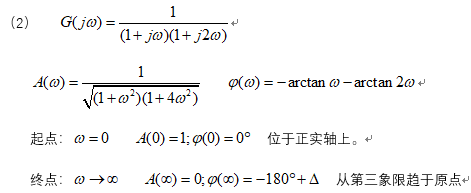 (2) G(jω)=1/((1+jω)(1+j2ω))↵
A(ω)=1/√((1+ω²)(1+4ω²)) φ(ω)=−arctan ω−arctan 2ω↵
起点：ω=0 A(0)=1;φ(0)=0° 位于正实轴上。↵
终点：ω→∞ A(∞)=0;φ(∞)=−180°+Δ 从第三象限趋于原点